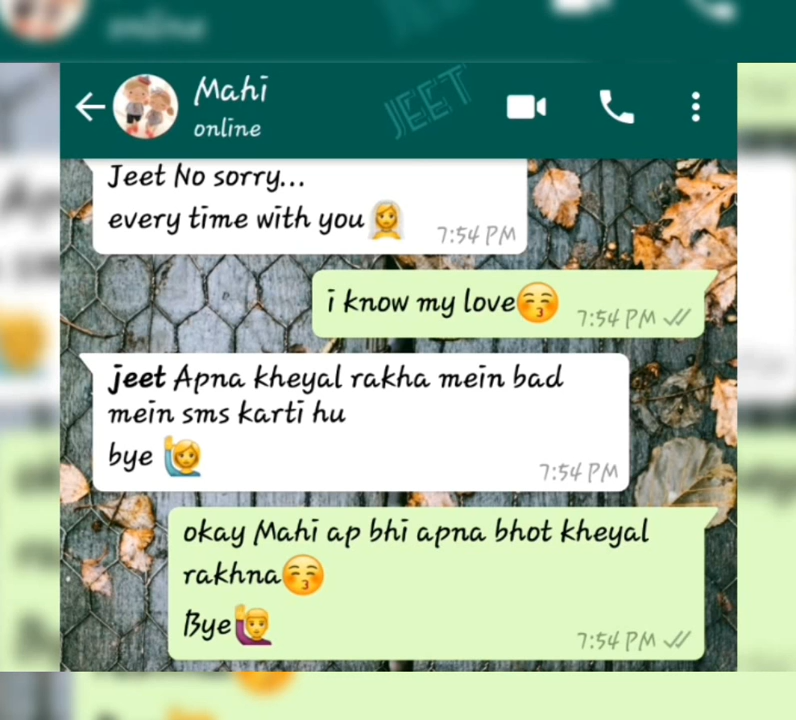 online
Mahi
online
JEET
Jeet No sorry...
every time with you👰
7:54 PM
i know my love😚
7:54 PM
jeet Apna kheyal rakha mein bad
mein sms karti hu
bye 🙋
7:54 PM
okay Mahi ap bhi apna bhot kheyal
rakhna😚
Bye🙋‍♂️
7:54 PM